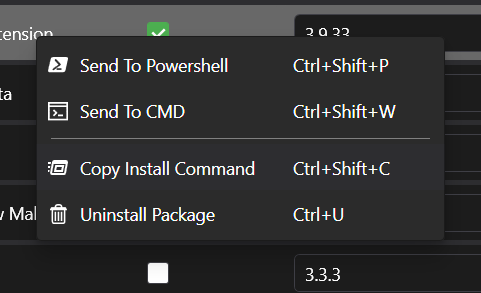 tension
3.9.33
Send To Powershell Ctrl+Shift+P
ta
Send To CMD Ctrl+Shift+W
Copy Install Command Ctrl+Shift+C
w Mal
Uninstall Package Ctrl+U
3.3.3